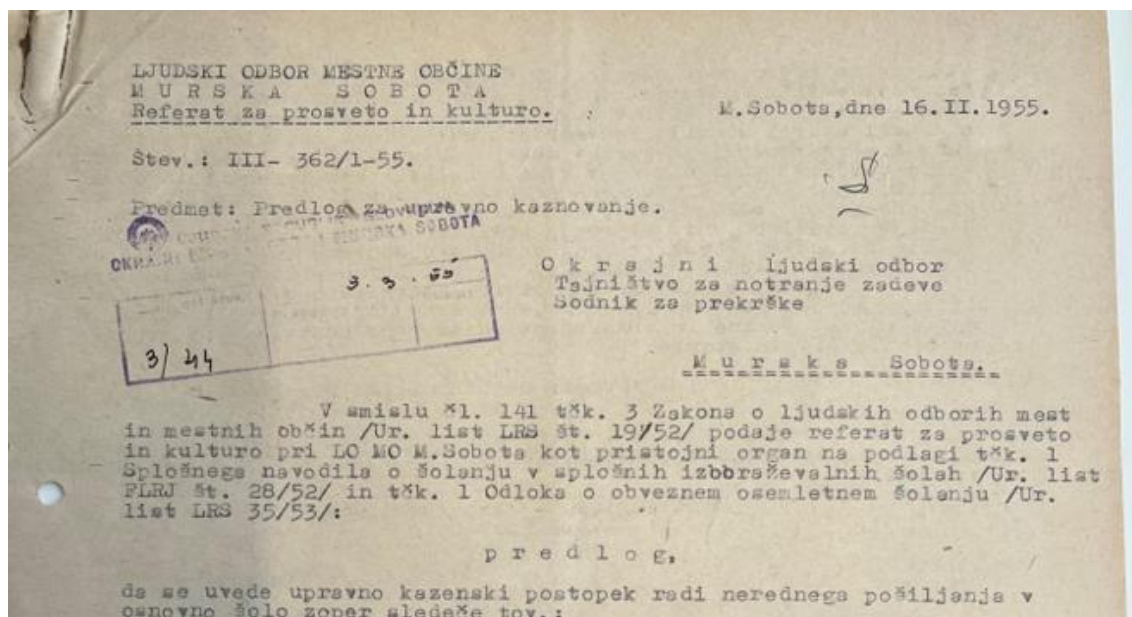 LJUDSKI ODBOR MESTNE OBČINE
M U R S K A   S O B O T A
Referat za prosveto in kulturo.
M.Sobota,dne 16.II.1955.
Štev.: III- 362/1-55.
Predmet: Predlog za upravno kaznovanje.
SOBOTA
3. 3. 55
3/ 44
O k r a j n i   ljudski odbor
Tajništvo za notranje zadeve
Sodnik za prekrške
M u r s k a   Sobota.
V smislu čl. 141 tčk. 3 Zakona o ljudskih odborih mest
in mestnih občin /Ur. list LRS št. 19/52/ podaje referat za prosveto
in kulturo pri LO MO M.Sobota kot pristojni organ na podlagi tčk. 1
Splošnega navodila o šolanju v splošnih izbbraževalnih šolah /Ur. list
FLRJ št. 28/52/ in tčk. 1 Odloka o obveznem osemletnem šolanju /Ur.
list LRS 35/53/:
p r e d l o g,
da se uvede upravno kazenski postopek radi nerednega pošiljanja v
osnovno šolo zoper sledeče tov.: